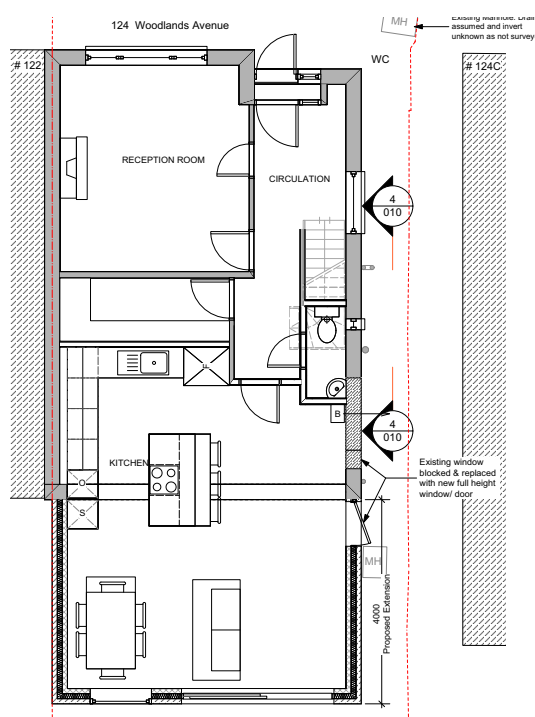 124 Woodlands Avenue
MH
Existing Manhole. Drain
assumed and invert
unknown as not survey
WC
# 122
# 124C
RECEPTION ROOM
CIRCULATION
4
010
F
B
4
010
KITCHEN
O
S
Existing window
blocked & replaced
with new full height
window/ door
MH
4000
Proposed Extension